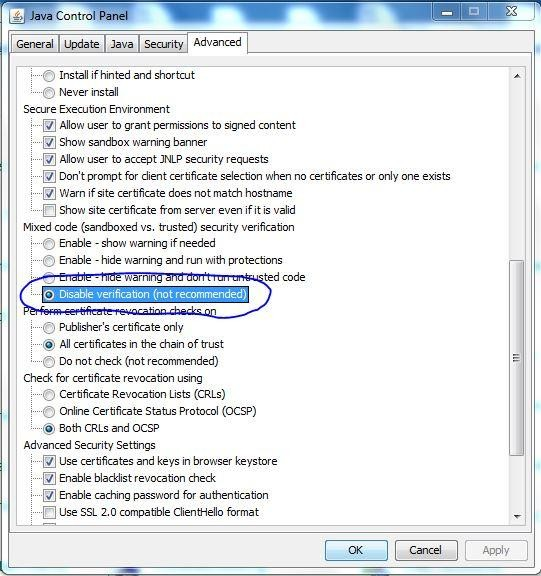 Java Control Panel
General Update Java Security Advanced
Install if hinted and shortcut
Never install
Secure Execution Environment
Allow user to grant permissions to signed content
Show sandbox warning banner
Allow user to accept JNLP security requests
Don't prompt for client certificate selection when no certificates or only one exists
Warn if site certificate does not match hostname
Show site certificate from server even if it is valid
Mixed code (sandboxed vs. trusted) security verification
Enable - show warning if needed
Enable - hide warning and run with protections
Enable - hide warning and don't run untrusted code
Disable verification (not recommended)
Perform certificate revocation checks on
Publisher's certificate only
All certificates in the chain of trust
Do not check (not recommended)
Check for certificate revocation using
Certificate Revocation Lists (CRLs)
Online Certificate Status Protocol (OCSP)
Both CRLs and OCSP
Advanced Security Settings
Use certificates and keys in browser keystore
Enable blacklist revocation check
Enable caching password for authentication
Use SSL 2.0 compatible ClientHello format
OK Cancel Apply